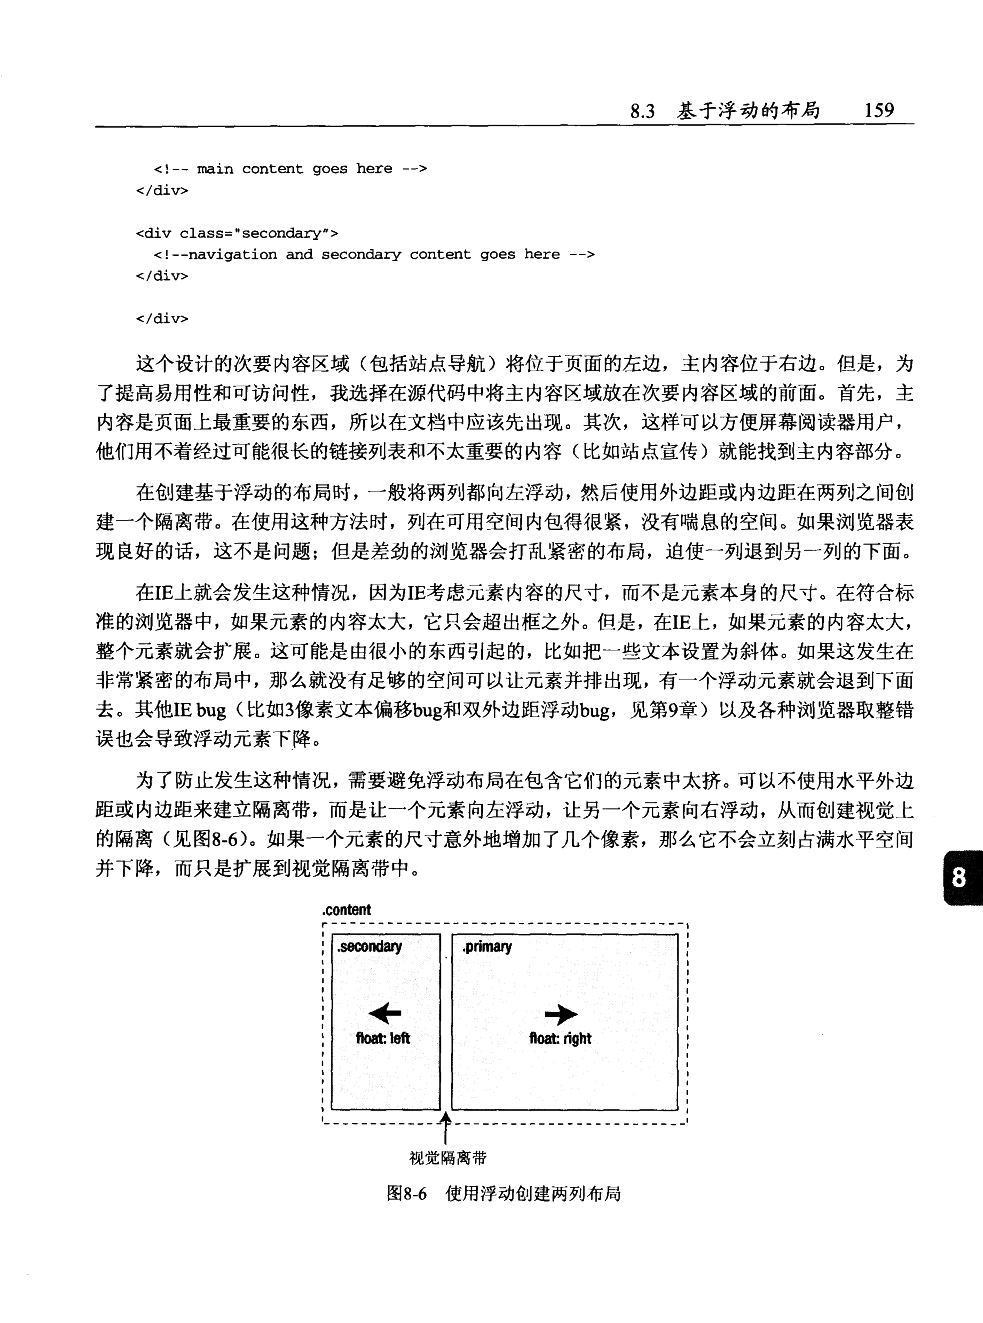 8.3 基于浮动的布局 159
<!-- main content goes here -->
</div>
<div class="secondary">
<!--navigation and secondary content goes here -->
</div>
</div>
这个设计的次要内容区域（包括站点导航）将位于页面的左边，主内容位于右边。但是，为
了提高易用性和可访问性，我选择在源代码中将主内容区域放在次要内容区域的前面。首先，主
内容是页面上最重要的东西，所以在文档中应该先出现。其次，这样可以方便屏幕阅读器用户，
他们用不着经过可能很长的链接列表和不太重要的内容（比如站点宣传）就能找到主内容部分。
在创建基于浮动的布局时，一般将两列都向左浮动，然后使用外边距或内边距在两列之间创
建一个隔离带。在使用这种方法时，列在可用空间内包得很紧，没有喘息的空间。如果浏览器表
现良好的话，这不是问题；但是差劲的浏览器会打乱紧密的布局，迫使一列退到另一列的下面。
在IE上就会发生这种情况，因为IE考虑元素内容的尺寸，而不是元素本身的尺寸。在符合标
准的浏览器中，如果元素的内容太大，它只会超出框之外。但是，在IE上，如果元素的内容太大，
整个元素就会扩展。这可能是由很小的东西引起的，比如把一些文本设置为斜体。如果这发生在
非常紧密的布局中，那么就没有足够的空间可以让元素并排出现，有一个浮动元素就会退到下面
去。其他IE bug（比如3像素文本偏移bug和双外边距浮动bug，见第9章）以及各种浏览器取整错
误也会导致浮动元素下降。
为了防止发生这种情况，需要避免浮动布局在包含它们的元素中太挤。可以不使用水平外边
距或内边距来建立隔离带，而是让一个元素向左浮动，让另一个元素向右浮动，从而创建视觉上
的隔离（见图8-6）。如果一个元素的尺寸意外地增加了几个像素，那么它不会立刻占满水平空间
并下降，而只是扩展到视觉隔离带中。
8
.content
.secondary .primary
float: left float: right
视觉隔离带
图8-6 使用浮动创建两列布局